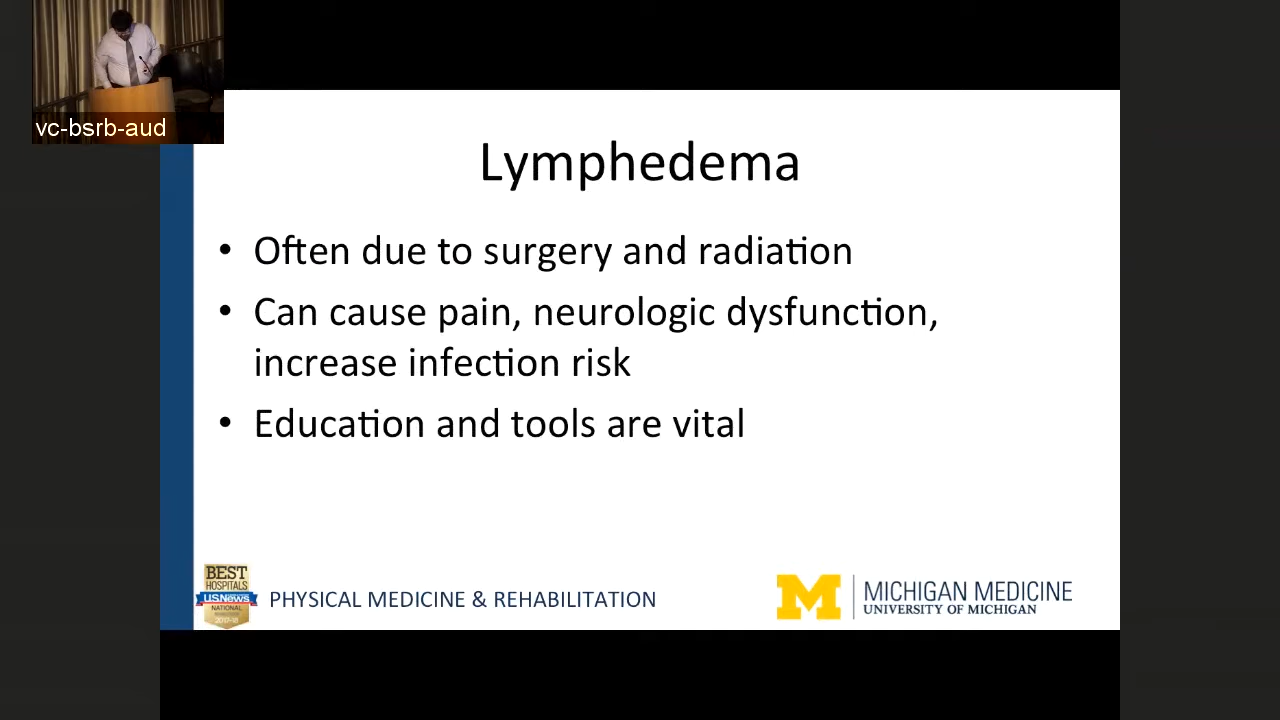 vc-bsrb-aud
Lymphedema
• Often due to surgery and radiation
• Can cause pain, neurologic dysfunction,
increase infection risk
• Education and tools are vital
BEST
HOSPITALS
U.S.News
NATIONAL
REHABILITATION
2017-18
PHYSICAL MEDICINE & REHABILITATION
M
MICHIGAN MEDICINE
UNIVERSITY OF MICHIGAN